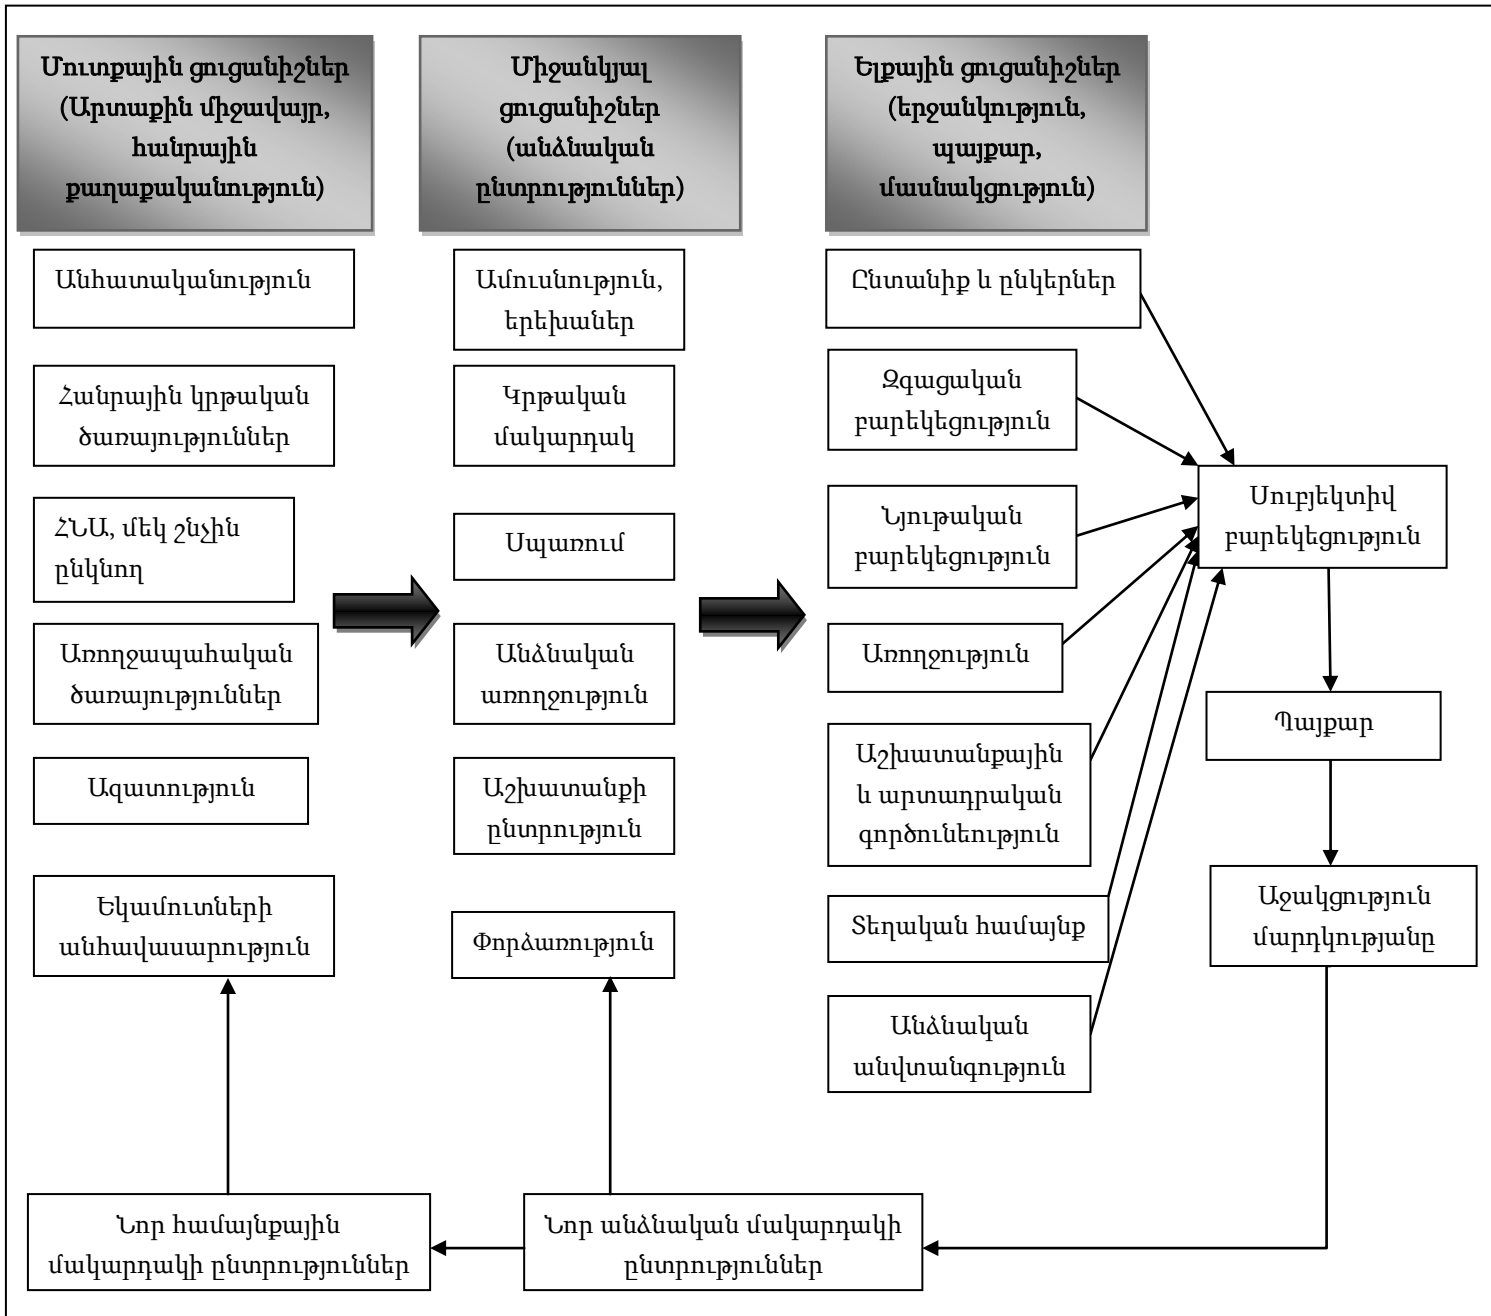 Մուտքային ցուցանիշներ
(Արտաքին միջավայր,
հանրային
քաղաքականություն)
Անհատականություն
Հանրային կրթական
ծառայություններ
ՀՆԱ, մեկ շնչին
ընկնող
Առողջապահական
ծառայություններ
Ազատություն
Եկամուտների
անհավասարություն
Միջանկյալ
ցուցանիշներ
(անձնական
ընտրություններ)
Ամուսնություն,
երեխաներ
Կրթական
մակարդակ
Սպառում
Անձնական
առողջություն
Աշխատանքի
ընտրություն
Փորձառություն
Ելքային ցուցանիշներ
(երջանկություն,
պայքար,
մասնակցություն)
Ընտանիք և ընկերներ
Զգացական
բարեկեցություն
Նյութական
բարեկեցություն
Առողջություն
Աշխատանքային
և արտադրական
գործունեություն
Տեղական համայնք
Անձնական
անվտանգություն
Սուբյեկտիվ
բարեկեցություն
Պայքար
Աջակցություն
մարդկությանը
Նոր համայնքային
մակարդակի ընտրություններ
Նոր անձնական մակարդակի
ընտրություններ